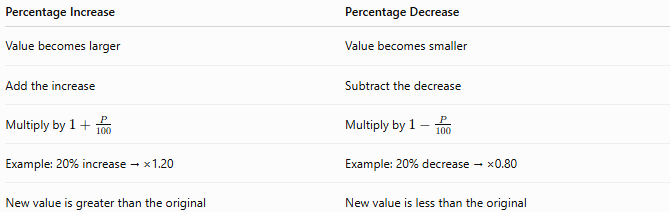 Percentage Increase Percentage Decrease
Value becomes larger Value becomes smaller
Add the increase Subtract the decrease
Multiply by 1 + P/100 Multiply by 1 − P/100
Example: 20% increase → ×1.20 Example: 20% decrease → ×0.80
New value is greater than the original New value is less than the original